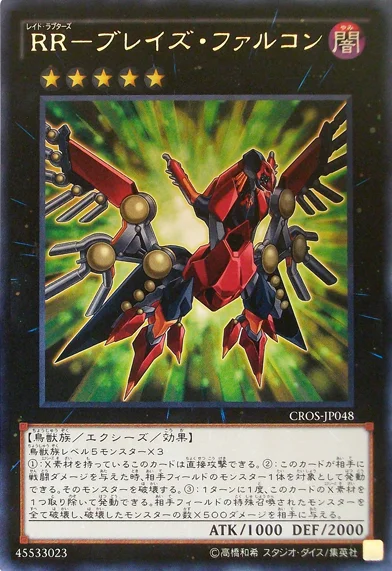 レイド・ラプターズ
RR－ブレイズ・ファルコン
ヤミ
闇
CROS-JP048
【鳥獣族／エクシーズ／効果】
鳥獣族レベル５モンスター×３
①：Ｘ素材を持っているこのカードは直接攻撃できる。②：このカードが相手に
戦闘ダメージを与えた時、相手フィールドのモンスター１体を対象として発動
できる。そのモンスターを破壊する。③：１ターンに１度、このカードのＸ素材を
１つ取り除いて発動できる。相手フィールドの特殊召喚されたモンスターを
全て破壊し、破壊したモンスターの数×５００ダメージを相手に与える。
ATK/1000 DEF/2000
45533023
©高橋和希 スタジオ・ダイス/集英社